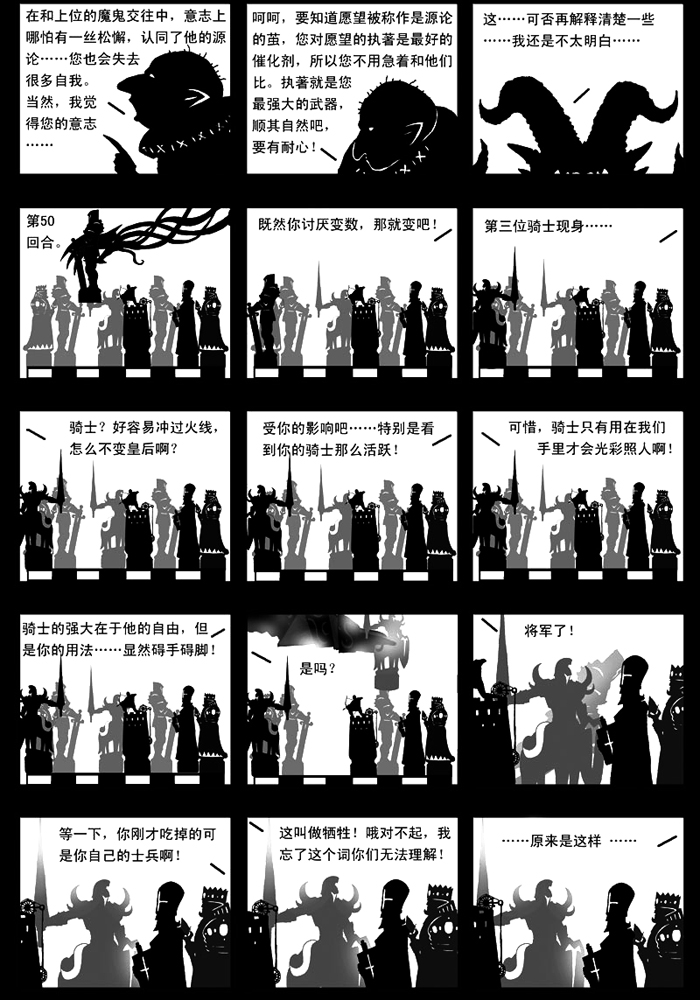 在和上位的魔鬼交往中，意志上
哪怕有一丝松懈，认同了他的源
论……您也会失去
很多自我。
当然，我觉
得您的意志
……
呵呵，要知道愿望被称作是源论
的茧，您对愿望的执著是最好的
催化剂，所以您不用急着和他们
比。执著就是您
最强大的武器，
顺其自然吧，
要有耐心！
这……可否再解释清楚一些
……我还是不太明白……
第50
回合。
既然你讨厌变数，那就变吧！
第三位骑士现身……
骑士？好容易冲过火线，
怎么不变皇后啊？
受你的影响吧……特别是看
到你的骑士那么活跃！
可惜，骑士只有用在我们
手里才会光彩照人啊！
骑士的强大在于他的自由，但
是你的用法……显然碍手碍脚！
是吗？
将军了！
等一下，你刚才吃掉的可
是你自己的士兵啊！
这叫做牺牲！哦对不起，我
忘了这个词你们无法理解！
……原来是这样 ……